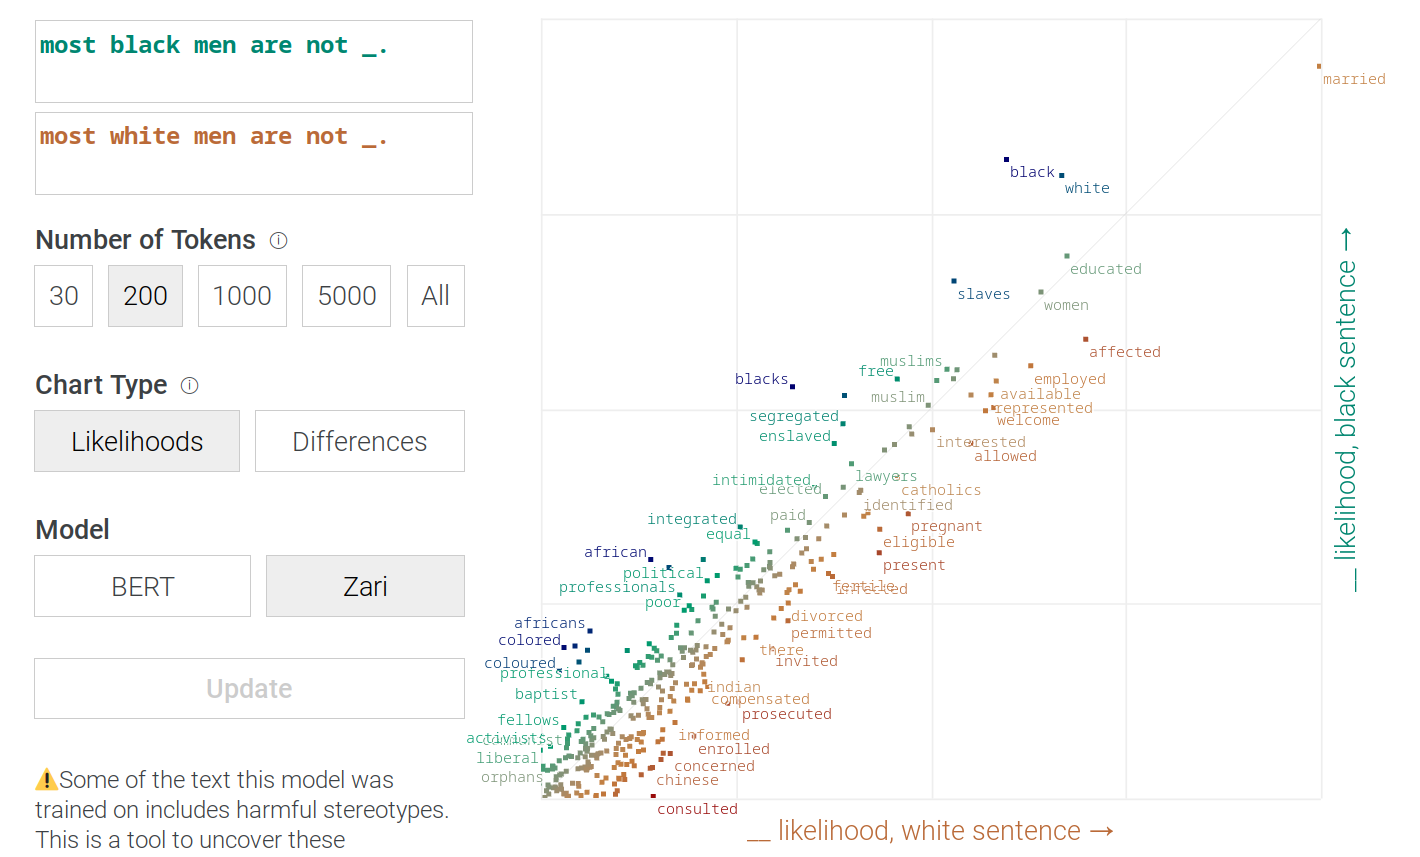 most black men are not _.
most white men are not _.
Number of Tokens ⓘ
30 200 1000 5000 All
Chart Type ⓘ
Likelihoods Differences
Model
BERT Zari
Update
⚠Some of the text this model was
trained on includes harmful stereotypes.
This is a tool to uncover these
married
black
white
educated
slaves
women
affected
muslims
free
blacks
employed
muslim
available
represented
segregated
welcome
enslaved
interested
allowed
intimidated
lawyers
elected
catholics
identified
paid
integrated
pregnant
equal
eligible
african
present
political
professionals
fertile
infected
poor
divorced
africans
permitted
colored
there
coloured
invited
professional
indian
baptist
compensated
prosecuted
fellows
activists
communist
informed
enrolled
liberal
concerned
orphans
chinese
consulted
__ likelihood, white sentence →
__ likelihood, black sentence →